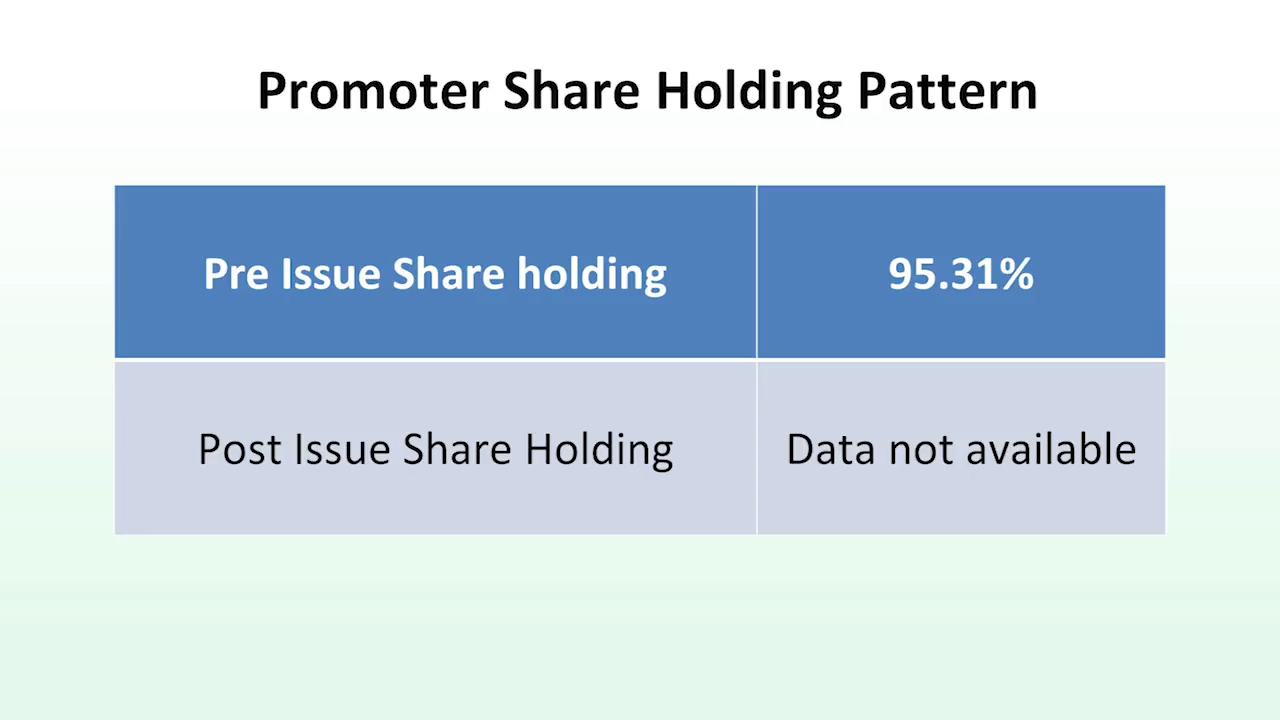 Promoter Share Holding Pattern
Pre Issue Share holding 95.31%
Post Issue Share Holding Data not available